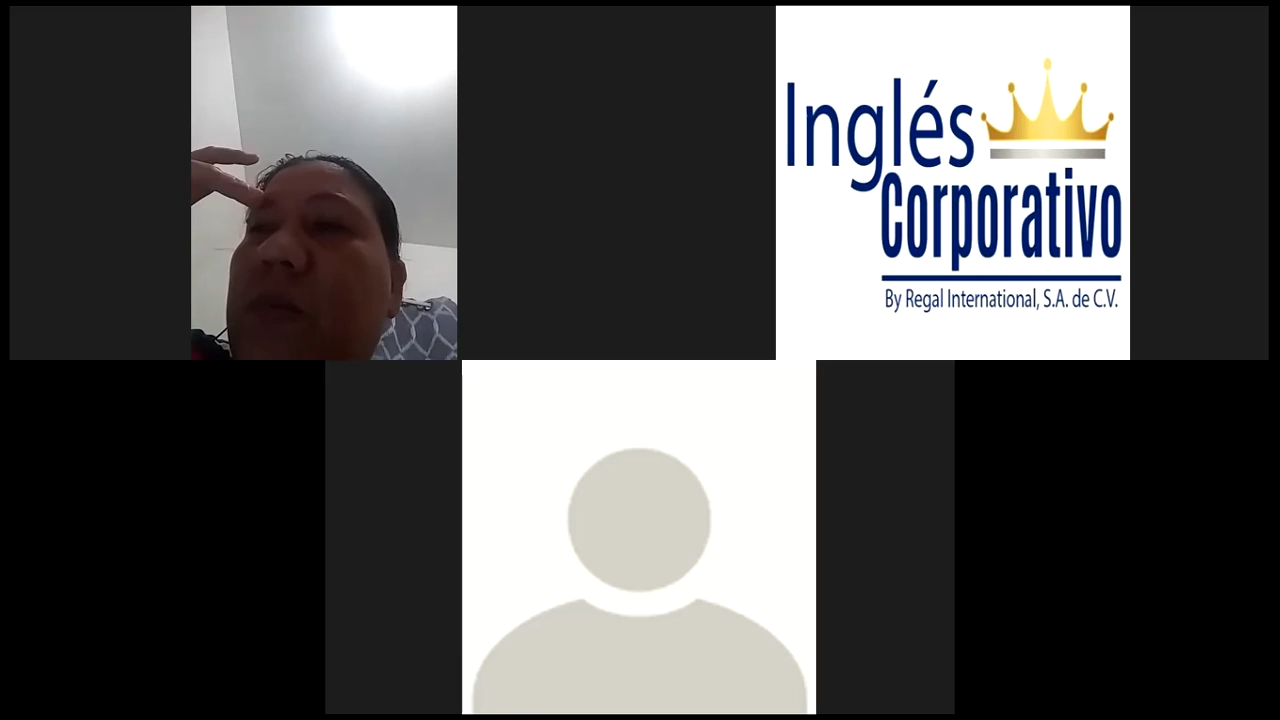 Inglés
Corporativo
By Regal International, S.A. de C.V.